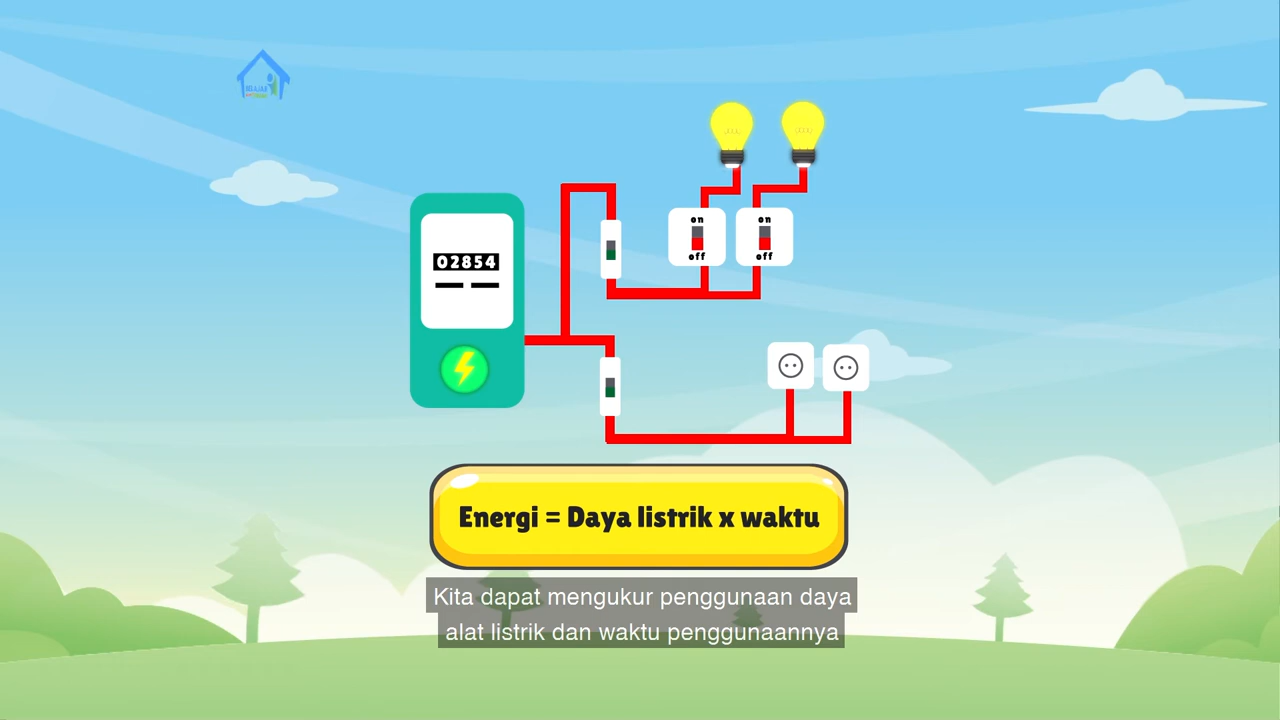 BELAJAR
02854
on
on
off
off
Energi = Daya listrik x waktu
Kita dapat mengukur penggunaan daya
alat listrik dan waktu penggunaannya